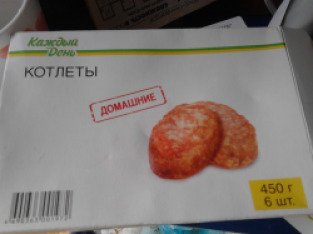 Каждый
День
КОТЛЕТЫ
ДОМАШНИЕ
450 г
6 шт.